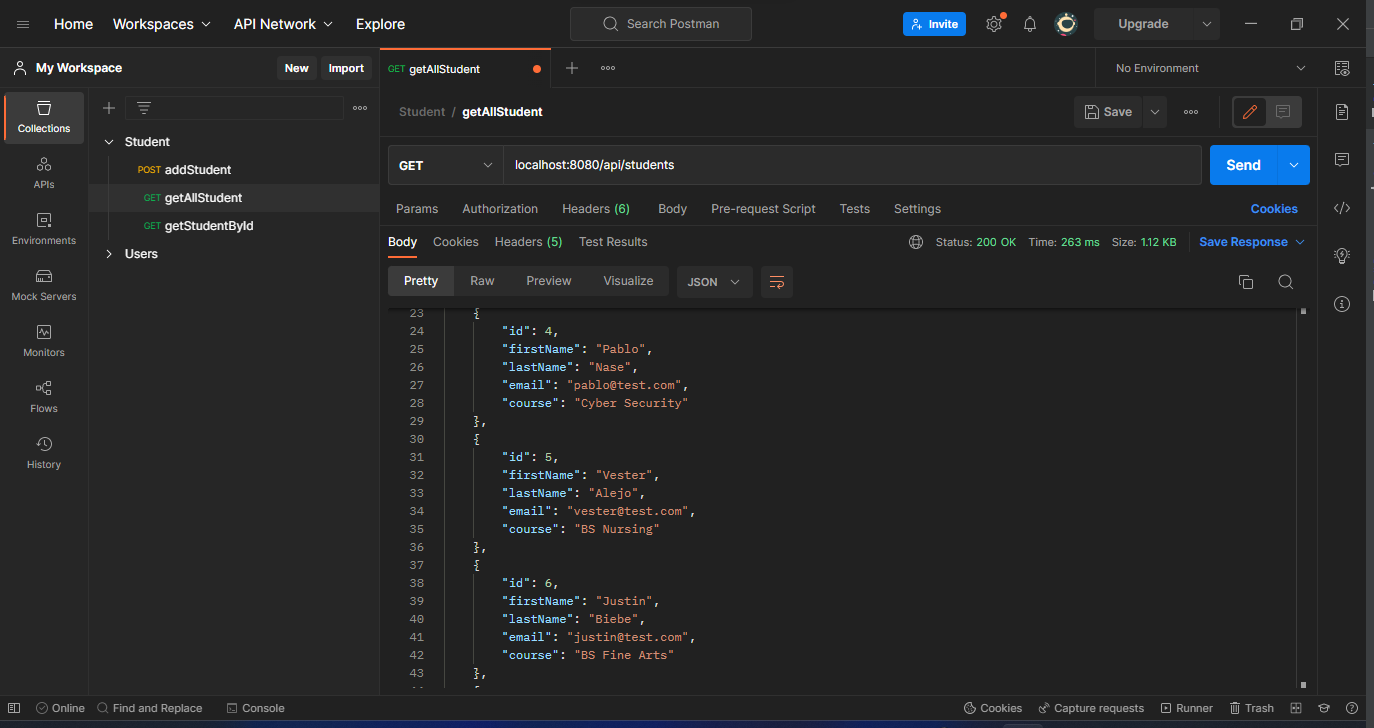 Home Workspaces API Network Explore Search Postman Invite Upgrade
My Workspace New Import GET getAllStudent No Environment
Collections
APIs
Environments
Mock Servers
Monitors
Flows
History
Student
POST addStudent
GET getAllStudent
GET getStudentById
Users
Student / getAllStudent Save
GET localhost:8080/api/students Send
Params Authorization Headers (6) Body Pre-request Script Tests Settings Cookies
Body Cookies Headers (5) Test Results Status: 200 OK Time: 263 ms Size: 1.12 KB Save Response
Pretty Raw Preview Visualize JSON
23 {
24 "id": 4,
25 "firstName": "Pablo",
26 "lastName": "Nase",
27 "email": "pablo@test.com",
28 "course": "Cyber Security"
29 },
30 {
31 "id": 5,
32 "firstName": "Vester",
33 "lastName": "Alejo",
34 "email": "vester@test.com",
35 "course": "BS Nursing"
36 },
37 {
38 "id": 6,
39 "firstName": "Justin",
40 "lastName": "Biebe",
41 "email": "justin@test.com",
42 "course": "BS Fine Arts"
43 },
Online Find and Replace Console Cookies Capture requests Runner Trash